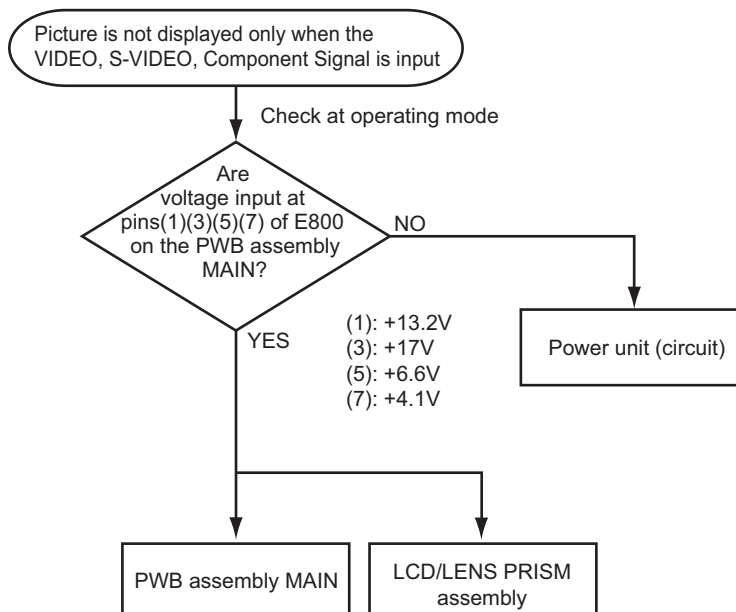 Picture is not displayed only when the
VIDEO, S-VIDEO, Component Signal is input
Check at operating mode
Are
voltage input at
pins(1)(3)(5)(7) of E800
on the PWB assembly
MAIN?
NO
YES
(1): +13.2V
(3): +17V
(5): +6.6V
(7): +4.1V
Power unit (circuit)
PWB assembly MAIN
LCD/LENS PRISM
assembly